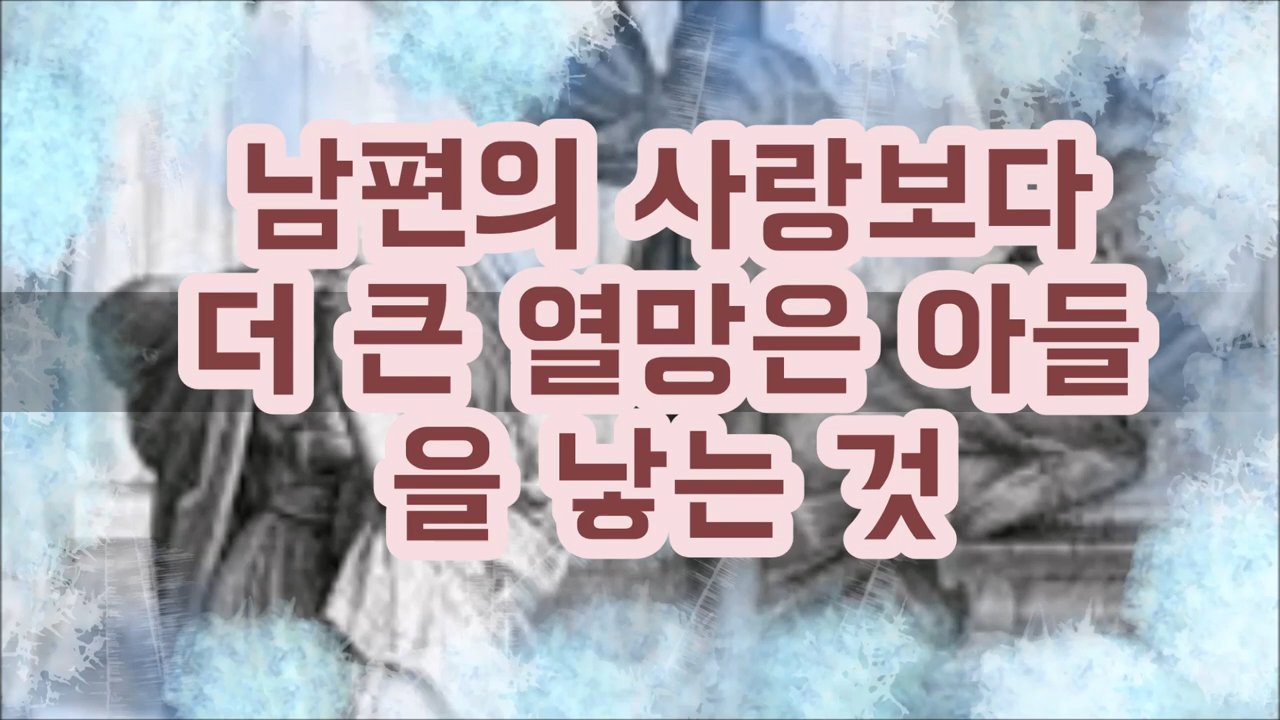 남편의 사랑보다
더 큰 열망은 아들
을 낳는 것